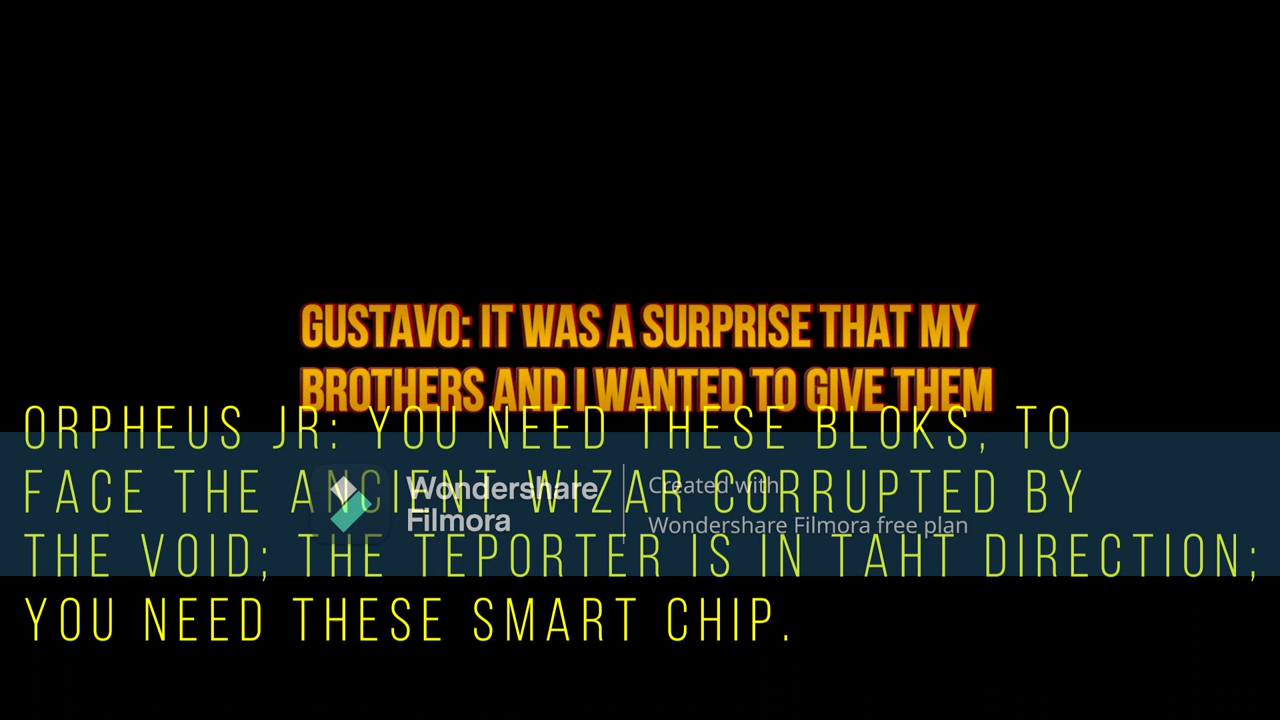 GUSTAVO: IT WAS A SURPRISE THAT MY
BROTHERS AND I WANTED TO GIVE THEM
ORPHEUS JR: YOU NEED THESE BLOKS, TO
FACE THE ANCIENT WIZAR CORRUPTED BY
THE VOID; THE TEPORTER IS IN TAHT DIRECTION;
YOU NEED THESE SMART CHIP.
Wondershare
Filmora
Created with
Wondershare Filmora free plan